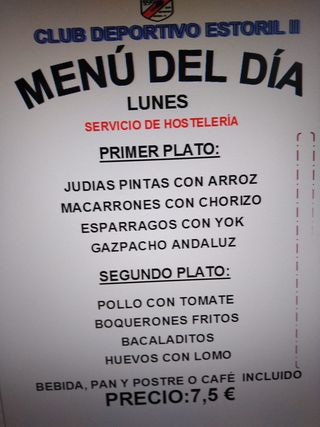 CLUB DEPORTIVO ESTORIL II
MENÚ DEL DÍA
LUNES
SERVICIO DE HOSTELERÍA
PRIMER PLATO:
JUDIAS PINTAS CON ARROZ
MACARRONES CON CHORIZO
ESPARRAGOS CON YOK
GAZPACHO ANDALUZ
SEGUNDO PLATO:
POLLO CON TOMATE
BOQUERONES FRITOS
BACALADITOS
HUEVOS CON LOMO
BEBIDA, PAN Y POSTRE O CAFÉ INCLUIDO
PRECIO:7,5 €